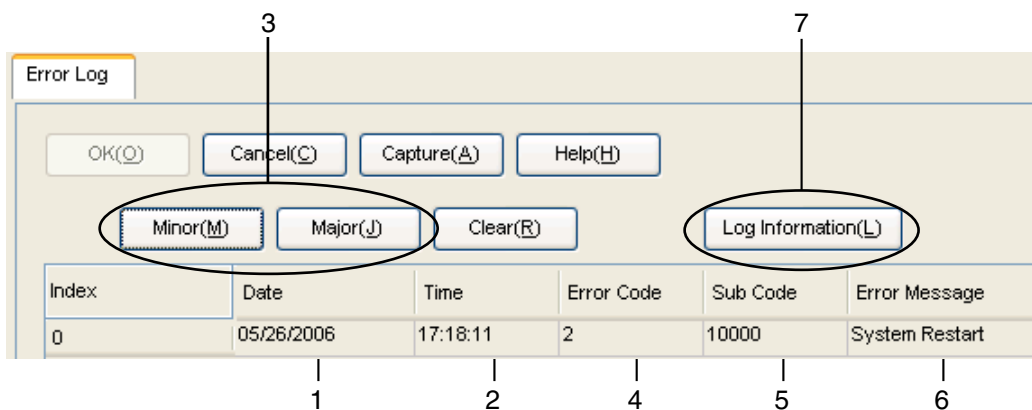 3 7
Error Log
OK(O) Cancel(C) Capture(A) Help(H)
Minor(M) Major(J) Clear(R) Log Information(L)
Index Date Time Error Code Sub Code Error Message
0 05/26/2006 17:18:11 2 10000 System Restart
1 2 4 5 6